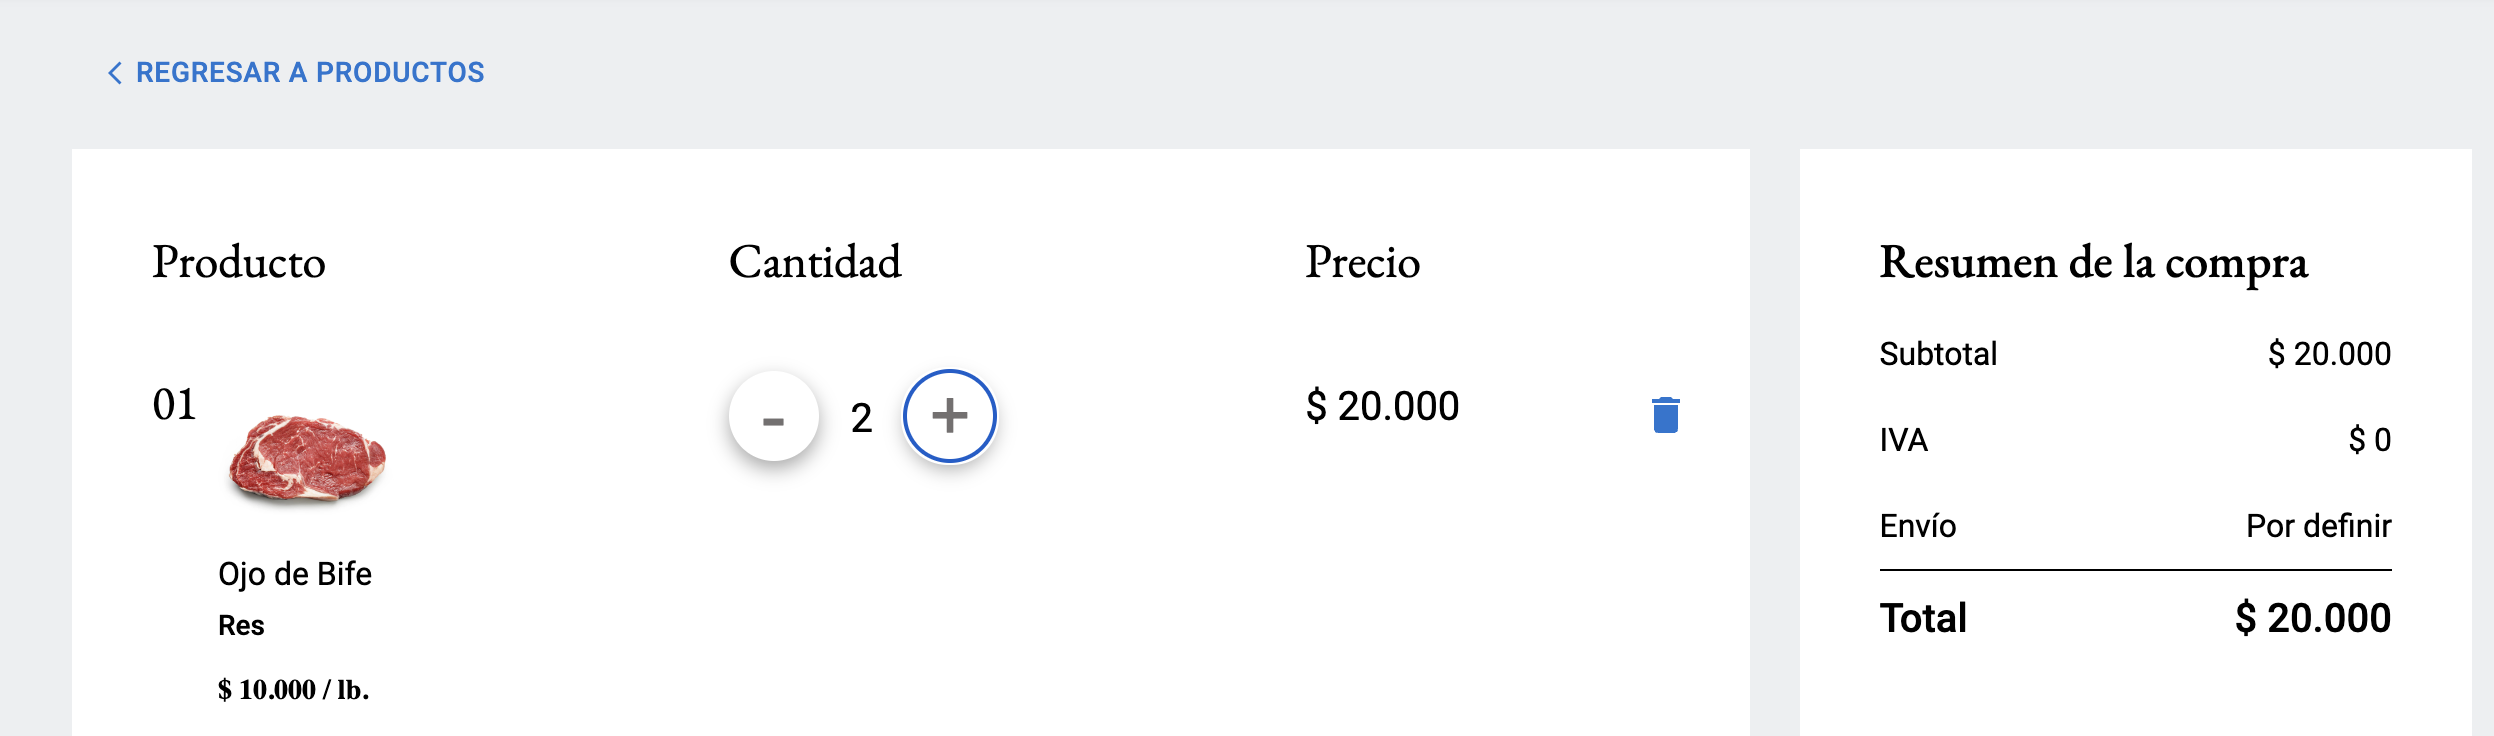 REGRESAR A PRODUCTOS
Producto
Cantidad
Precio
01
- 2 +
$ 20.000
Ojo de Bife
Res
$ 10.000 / lb.
Resumen de la compra
Subtotal $ 20.000
IVA $ 0
Envío Por definir
Total $ 20.000